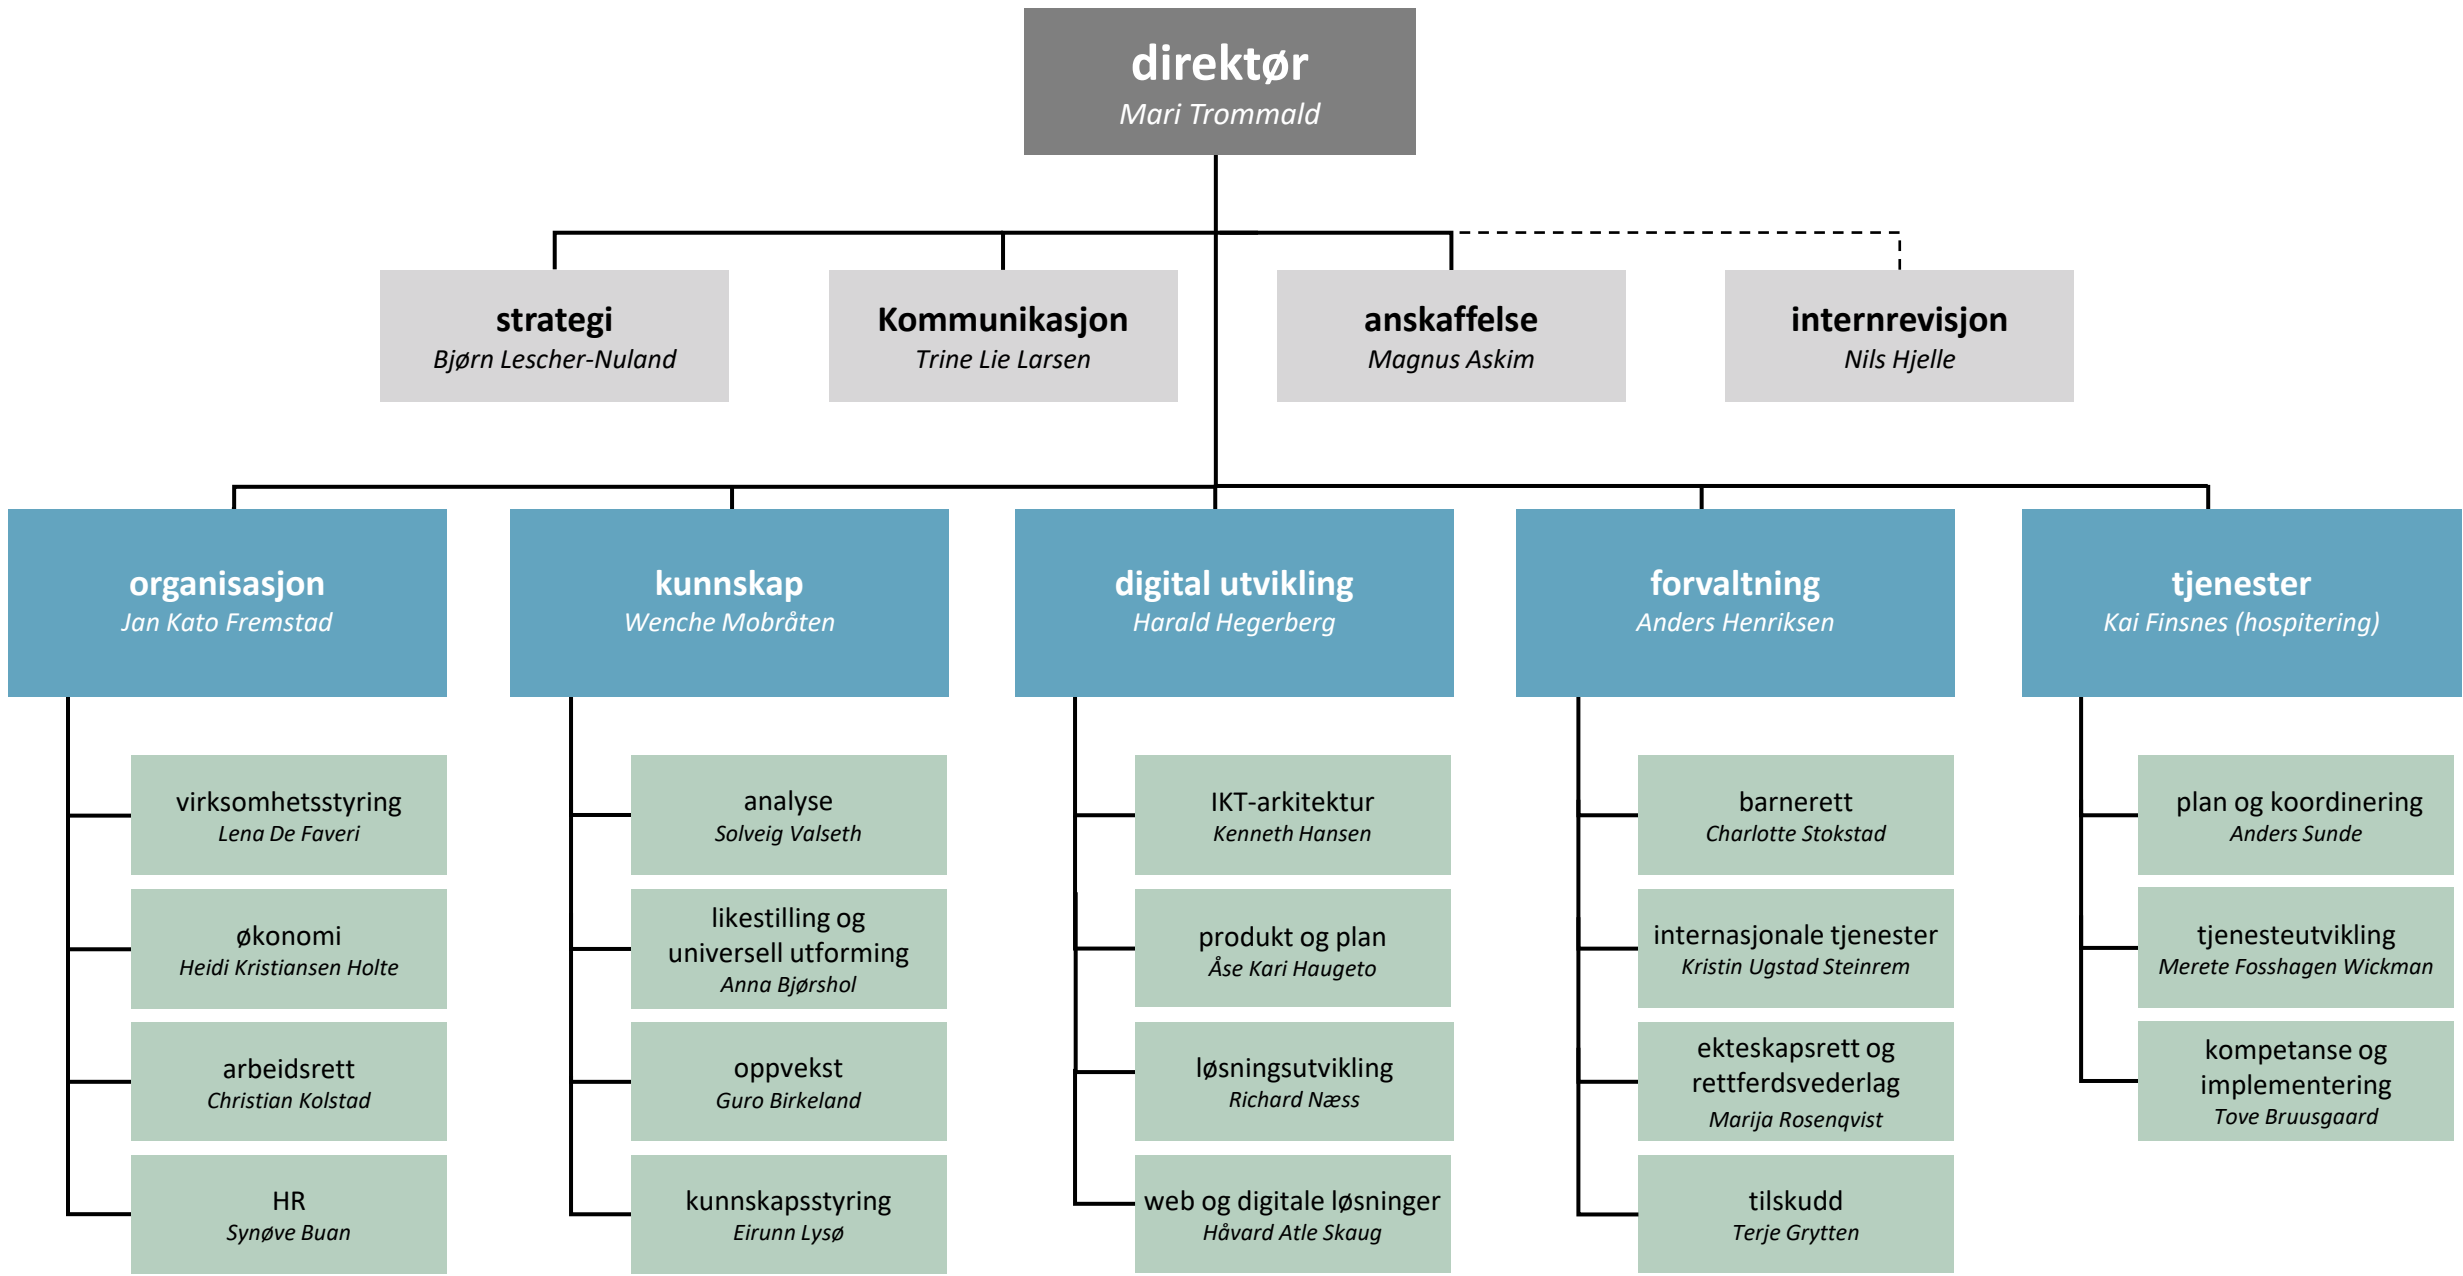 direktør
Mari Trommald
strategi
Bjørn Lescher-Nuland
Kommunikasjon
Trine Lie Larsen
anskaffelse
Magnus Askim
internrevisjon
Nils Hjelle
organisasjon
Jan Kato Fremstad
kunnskap
Wenche Mobråten
digital utvikling
Harald Hegerberg
forvaltning
Anders Henriksen
tjenester
Kai Finsnes (hospitering)
virksomhetsstyring
Lena De Faveri
økonomi
Heidi Kristiansen Holte
arbeidsrett
Christian Kolstad
HR
Synøve Buan
analyse
Solveig Valseth
likestilling og
universell utforming
Anna Bjørshol
oppvekst
Guro Birkeland
kunnskapsstyring
Eirunn Lysø
IKT-arkitektur
Kenneth Hansen
produkt og plan
Åse Kari Haugeto
løsningsutvikling
Richard Næss
web og digitale løsninger
Håvard Atle Skaug
barnerett
Charlotte Stokstad
internasjonale tjenester
Kristin Ugstad Steinrem
ekteskapsrett og
rettferdsvederlag
Marija Rosenqvist
tilskudd
Terje Grytten
plan og koordinering
Anders Sunde
tjenesteutvikling
Merete Fosshagen Wickman
kompetanse og
implementering
Tove Bruusgaard